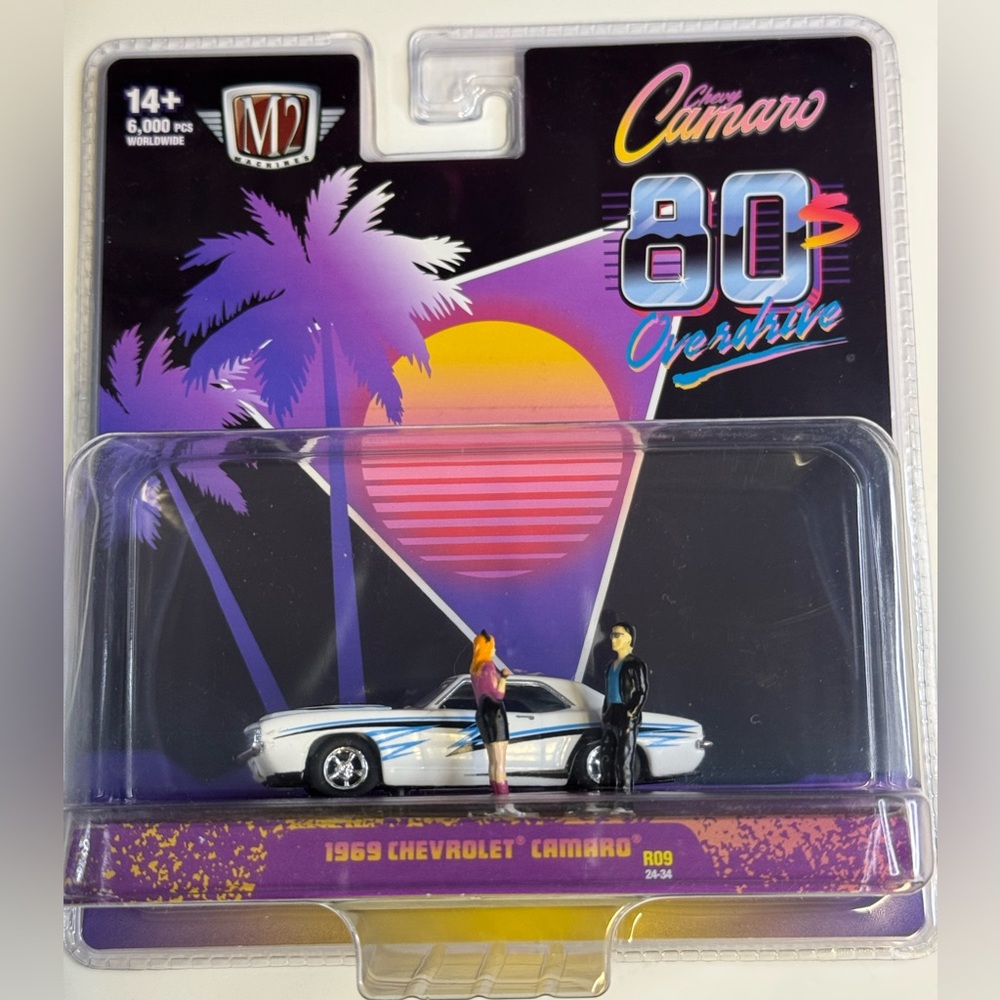 14+
6,000 PCS
WORLDWIDE
M2
MACHINES
Chevy
Camaro
80s
Overdrive
1969 CHEVROLET® CAMARO®
R09
24-34